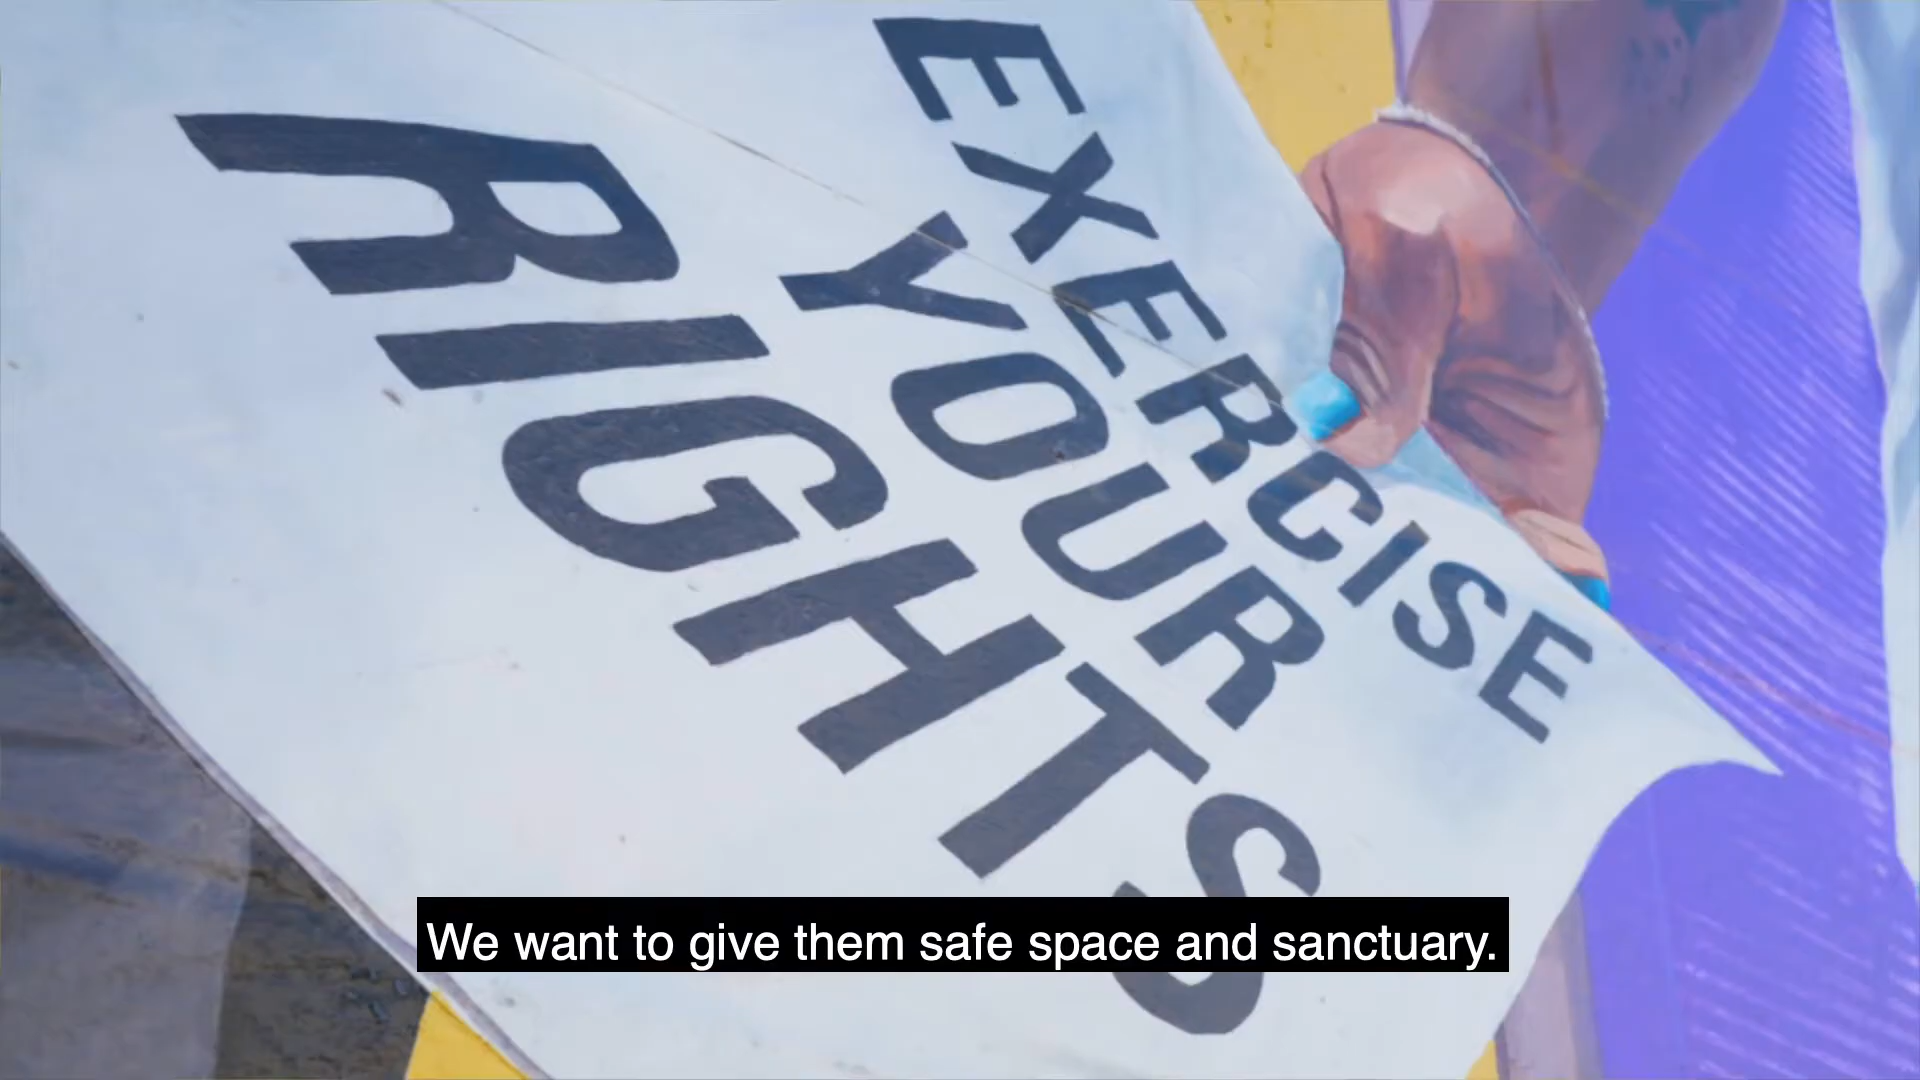 EXERCISE
YOUR
RIGHTS
We want to give them safe space and sanctuary.